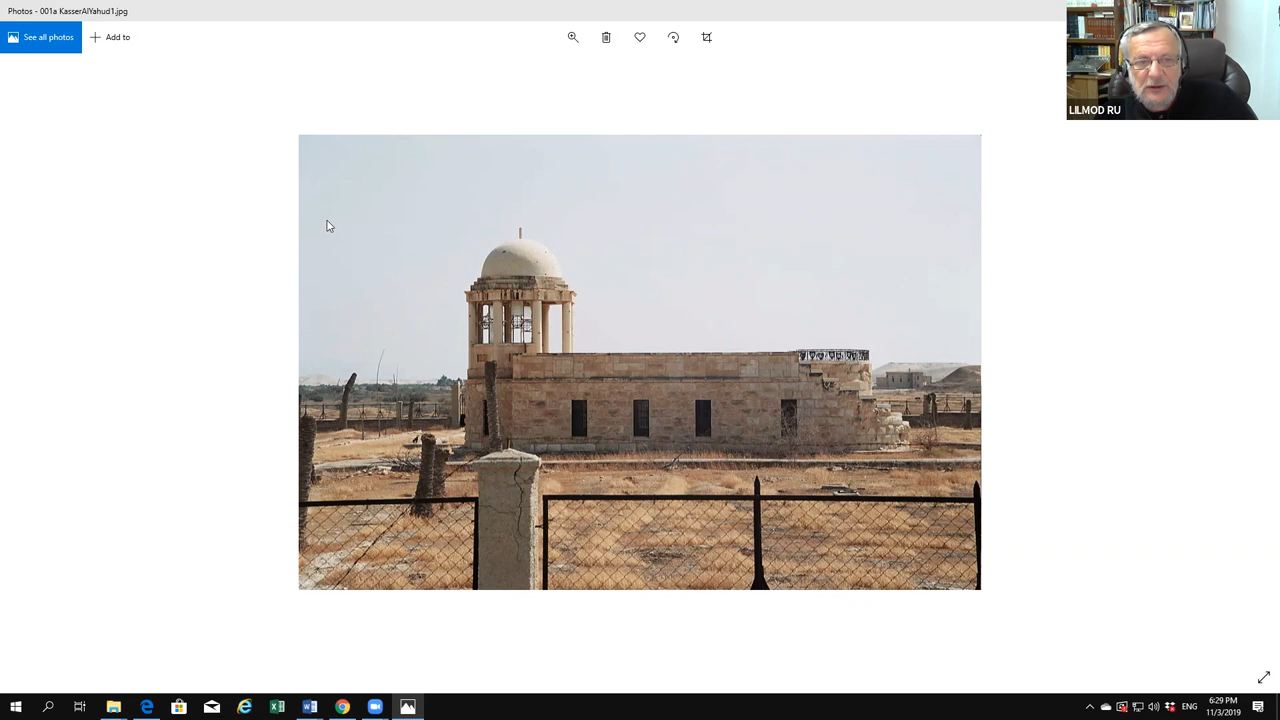 Photos - 001a KasserAlYahud1.jpg
See all photos
Add to
LILMOD RU
ENG
6:29 PM
11/3/2019